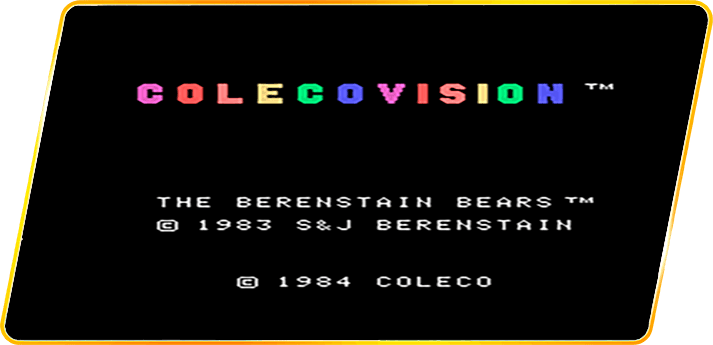 COLECOVISION™
THE BERENSTAIN BEARS™
© 1983 S&J BERENSTAIN
© 1984 COLECO